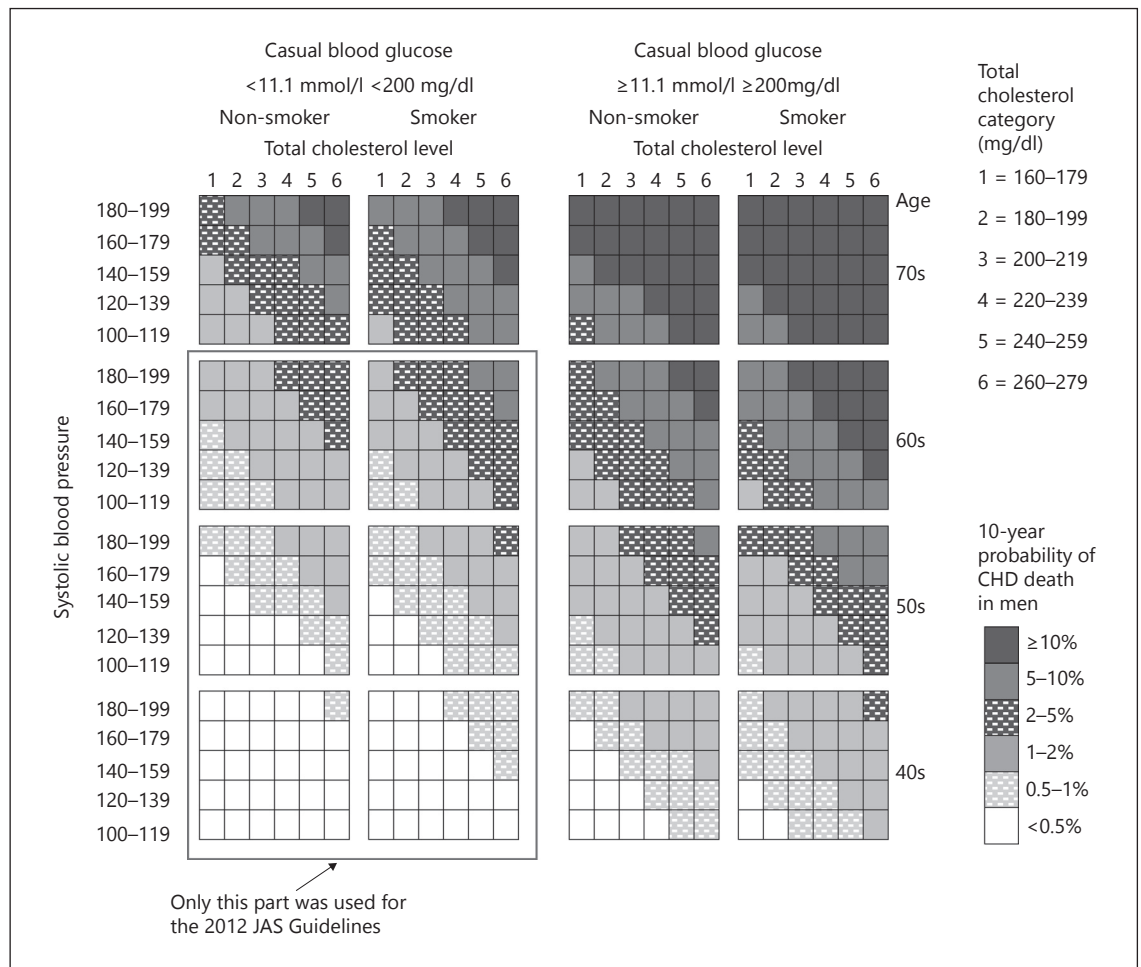 Casual blood glucose
<11.1 mmol/l <200 mg/dl
Non-smoker Smoker
Total cholesterol level
1 2 3 4 5 6 1 2 3 4 5 6
Casual blood glucose
≥11.1 mmol/l ≥200mg/dl
Non-smoker Smoker
Total cholesterol level
1 2 3 4 5 6 1 2 3 4 5 6
Total
cholesterol
category
(mg/dl)
1 = 160–179
2 = 180–199
3 = 200–219
4 = 220–239
5 = 240–259
6 = 260–279
Systolic blood pressure
180–199
160–179
140–159
120–139
100–119
180–199
160–179
140–159
120–139
100–119
180–199
160–179
140–159
120–139
100–119
180–199
160–179
140–159
120–139
100–119
Age
70s
60s
50s
40s
10-year
probability of
CHD death
in men
≥10%
5–10%
2–5%
1–2%
0.5–1%
<0.5%
Only this part was used for
the 2012 JAS Guidelines